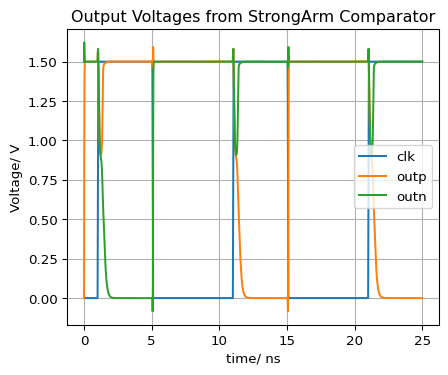 Output Voltages from StrongArm Comparator
Voltage/ V
1.50
1.25
1.00
0.75
0.50
0.25
0.00
clk
outp
outn
0
5
10
15
20
25
time/ ns